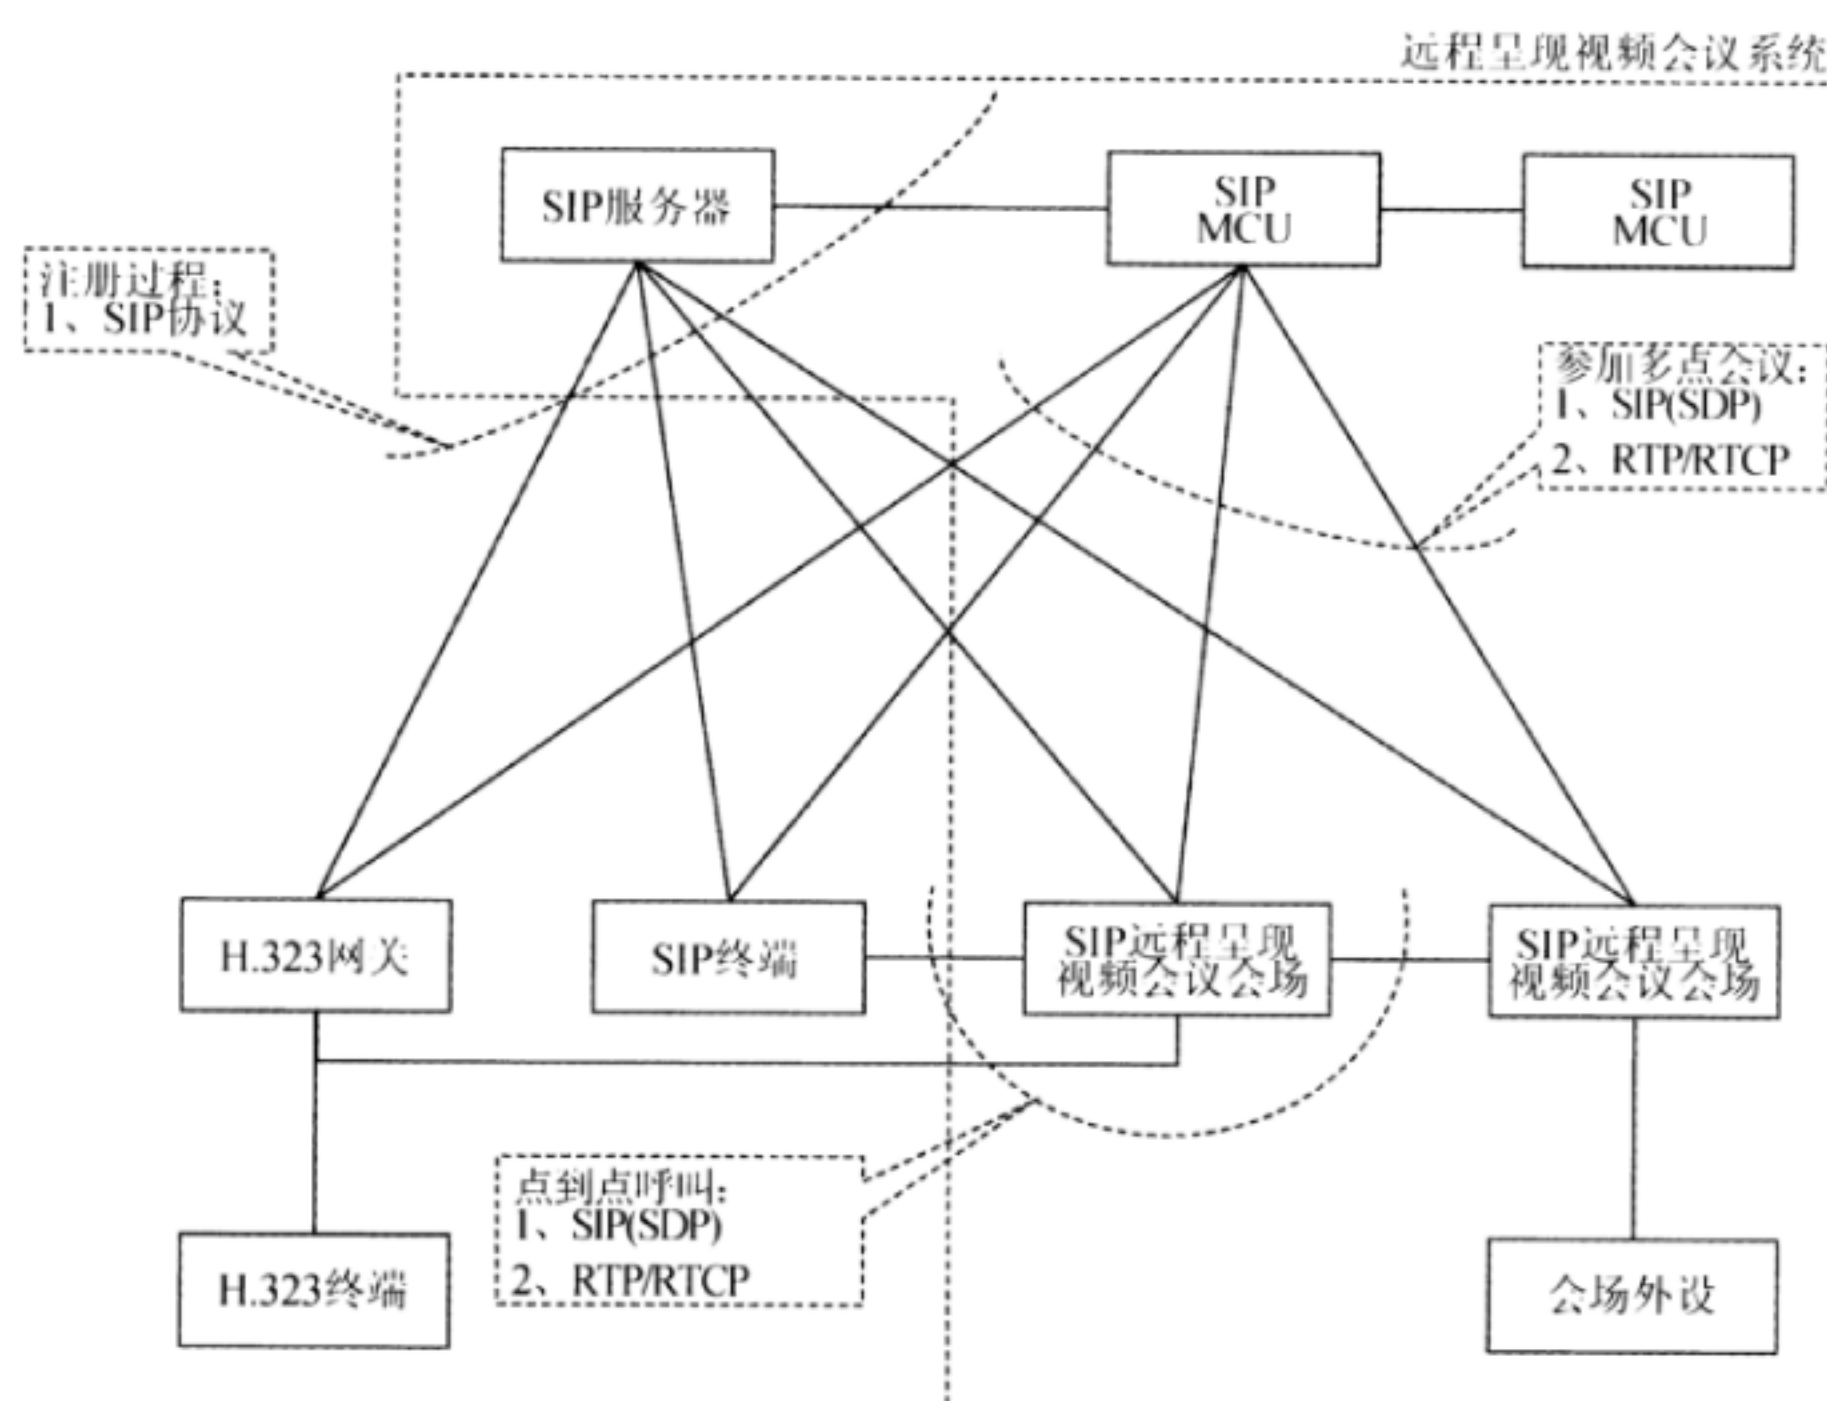 远程呈现视频会议系统
SIP服务器
SIP
MCU
SIP
MCU
注册过程:
1、SIP协议
参加多点会议:
1、SIP(SDP)
2、RTP/RTCP
H.323网关
SIP终端
SIP远程呈现
视频会议会场
SIP远程呈现
视频会议会场
点到点呼叫:
1、SIP(SDP)
2、RTP/RTCP
H.323终端
会场外设